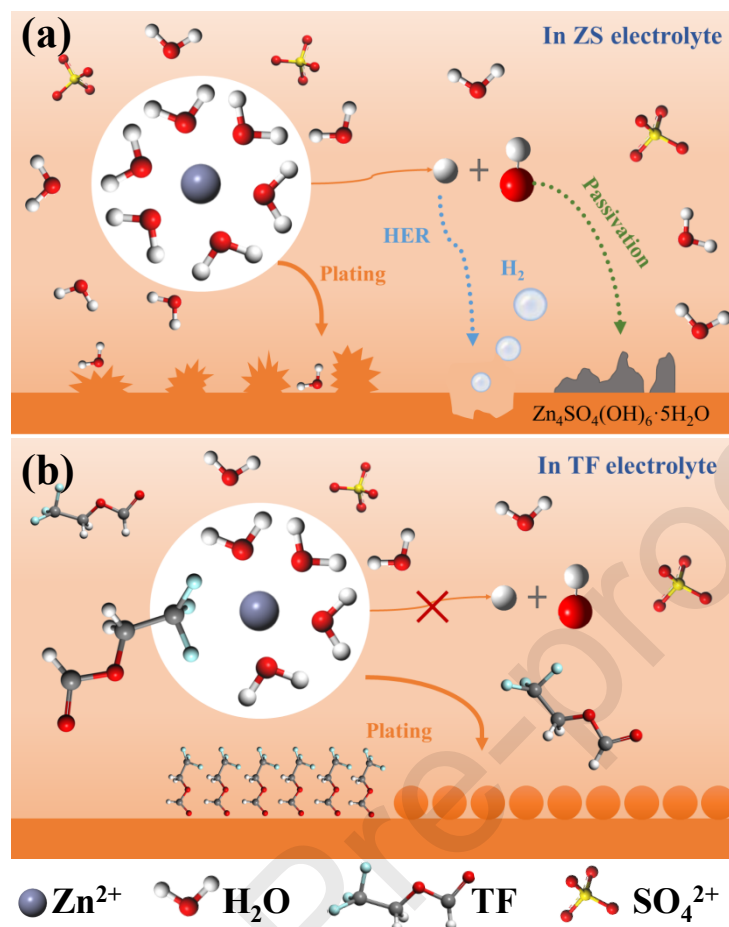 (a)
In ZS electrolyte
+
HER
Passivation
H₂
Plating
Zn₄SO₄(OH)₆·5H₂O
(b)
In TF electrolyte
+
Plating
Zn²⁺
H₂O
TF
SO₄²⁺
Pre-proo